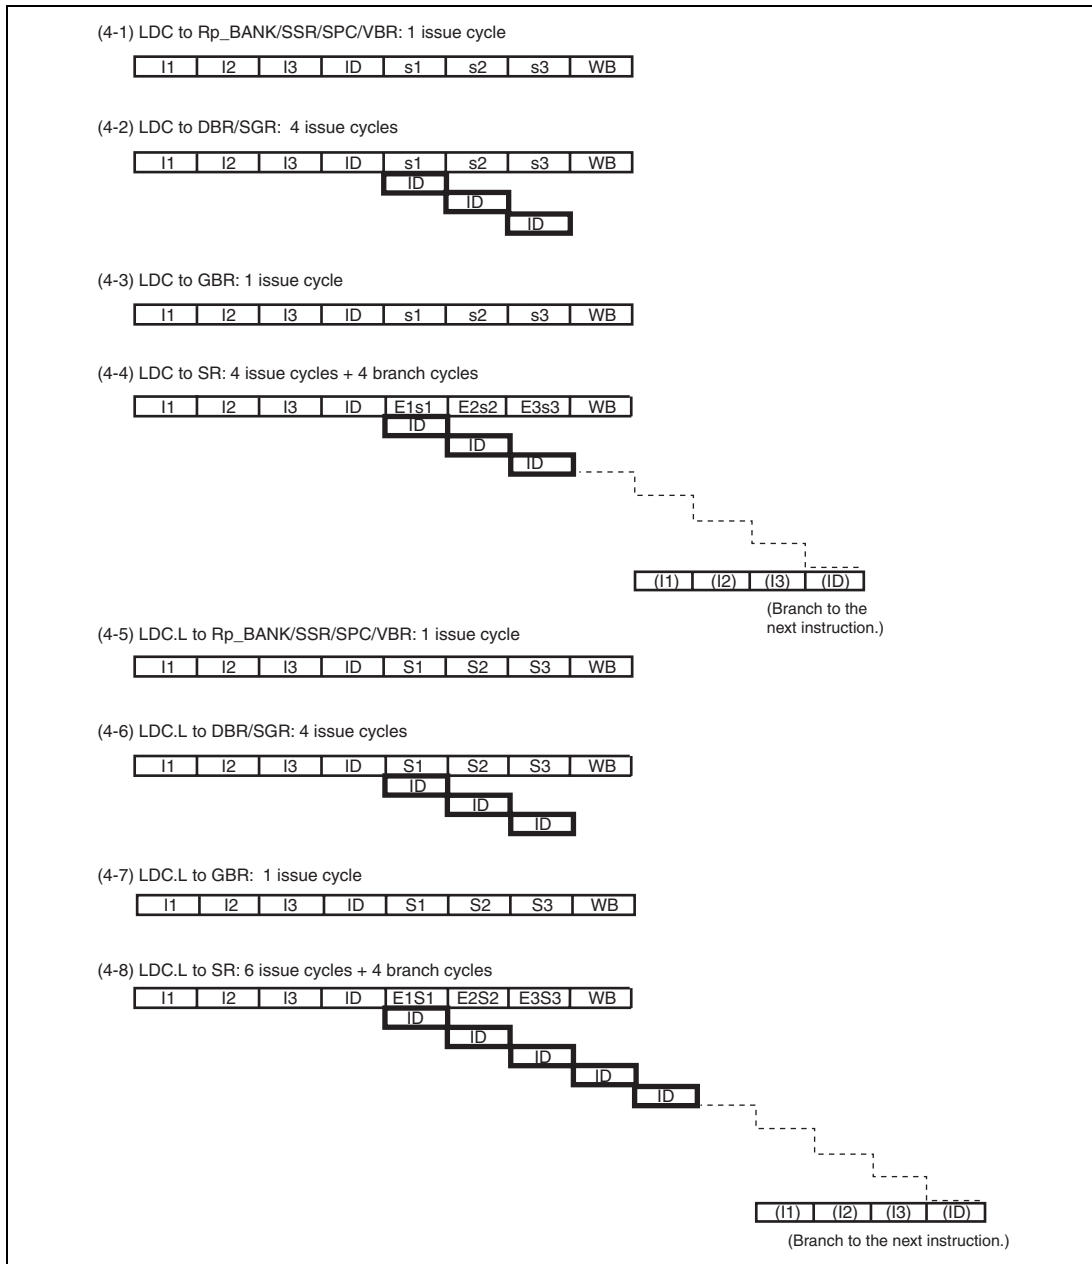 (4-1) LDC to Rp_BANK/SSR/SPC/VBR: 1 issue cycle
I1 I2 I3 ID s1 s2 s3 WB
(4-2) LDC to DBR/SGR: 4 issue cycles
I1 I2 I3 ID s1 s2 s3 WB
ID
ID
ID
(4-3) LDC to GBR: 1 issue cycle
I1 I2 I3 ID s1 s2 s3 WB
(4-4) LDC to SR: 4 issue cycles + 4 branch cycles
I1 I2 I3 ID E1s1 E2s2 E3s3 WB
ID
ID
ID
(I1) (I2) (I3) (ID)
(Branch to the
next instruction.)
(4-5) LDC.L to Rp_BANK/SSR/SPC/VBR: 1 issue cycle
I1 I2 I3 ID S1 S2 S3 WB
(4-6) LDC.L to DBR/SGR: 4 issue cycles
I1 I2 I3 ID S1 S2 S3 WB
ID
ID
ID
(4-7) LDC.L to GBR: 1 issue cycle
I1 I2 I3 ID S1 S2 S3 WB
(4-8) LDC.L to SR: 6 issue cycles + 4 branch cycles
I1 I2 I3 ID E1S1 E2S2 E3S3 WB
ID
ID
ID
ID
ID
(I1) (I2) (I3) (ID)
(Branch to the next instruction.)